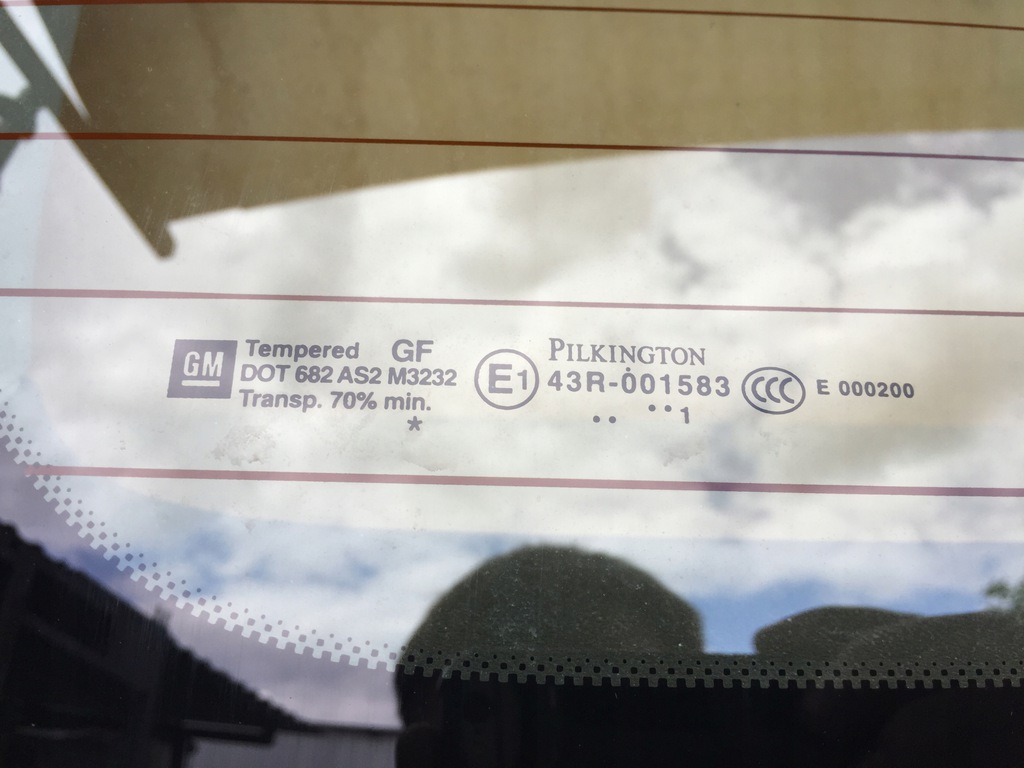 GM
Tempered GF
DOT 682 AS2 M3232
Transp. 70% min.
*
E1
PILKINGTON
43R-001583
.. ¨1
CCC
E 000200